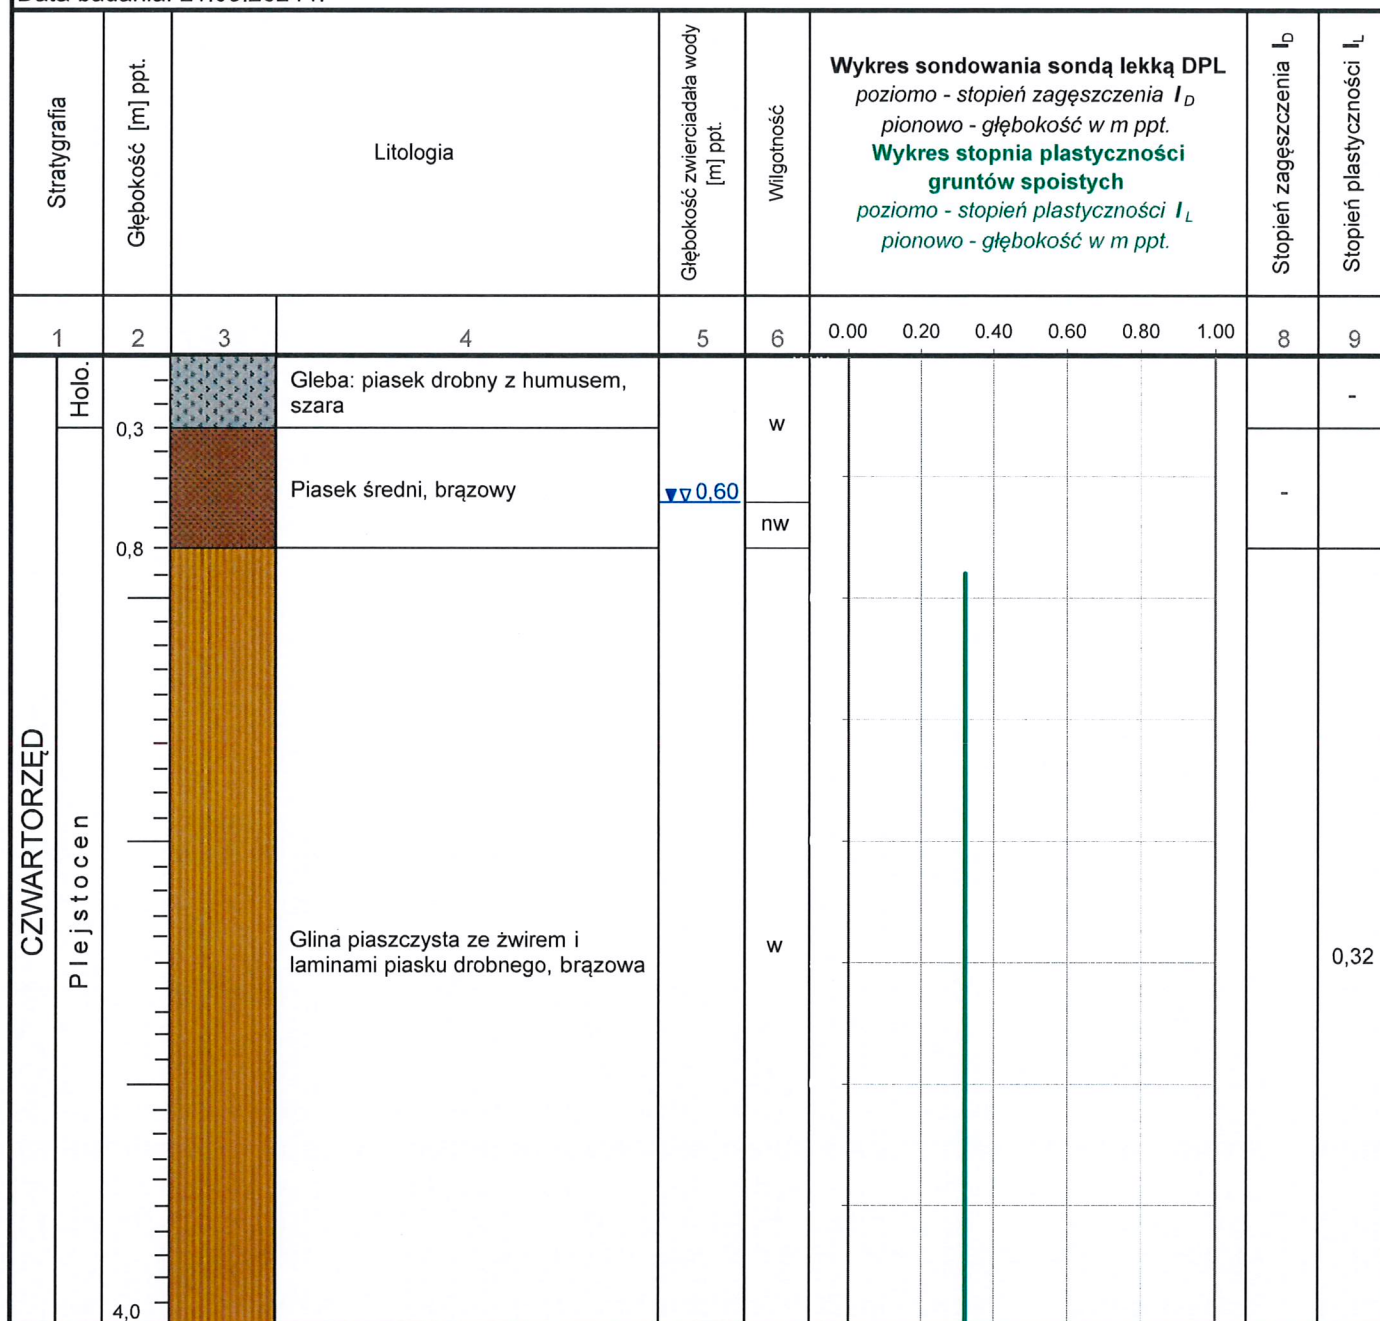 Stratygrafia
Głębokość [m] ppt.
Litologia
Głębokość zwierciadała wody
[m] ppt.
Wilgotność
Wykres sondowania sondą lekką DPL
poziomo - stopień zagęszczenia I D
pionowo - głębokość w m ppt.
Wykres stopnia plastyczności
gruntów spoistych
poziomo - stopień plastyczności I L
pionowo - głębokość w m ppt.
Stopień zagęszczenia I D
Stopień plastyczności I L
1 2 3 4 5 6 0.00 0.20 0.40 0.60 0.80 1.00 8 9
CZWARTORZĘD
Holo.
Plejstocen
Gleba: piasek drobny z humusem,
szara
w
-
0,3
Piasek średni, brązowy
0,60
-
nw
0,8
Glina piaszczysta ze żwirem i
laminami piasku drobnego, brązowa
w
0,32
4,0